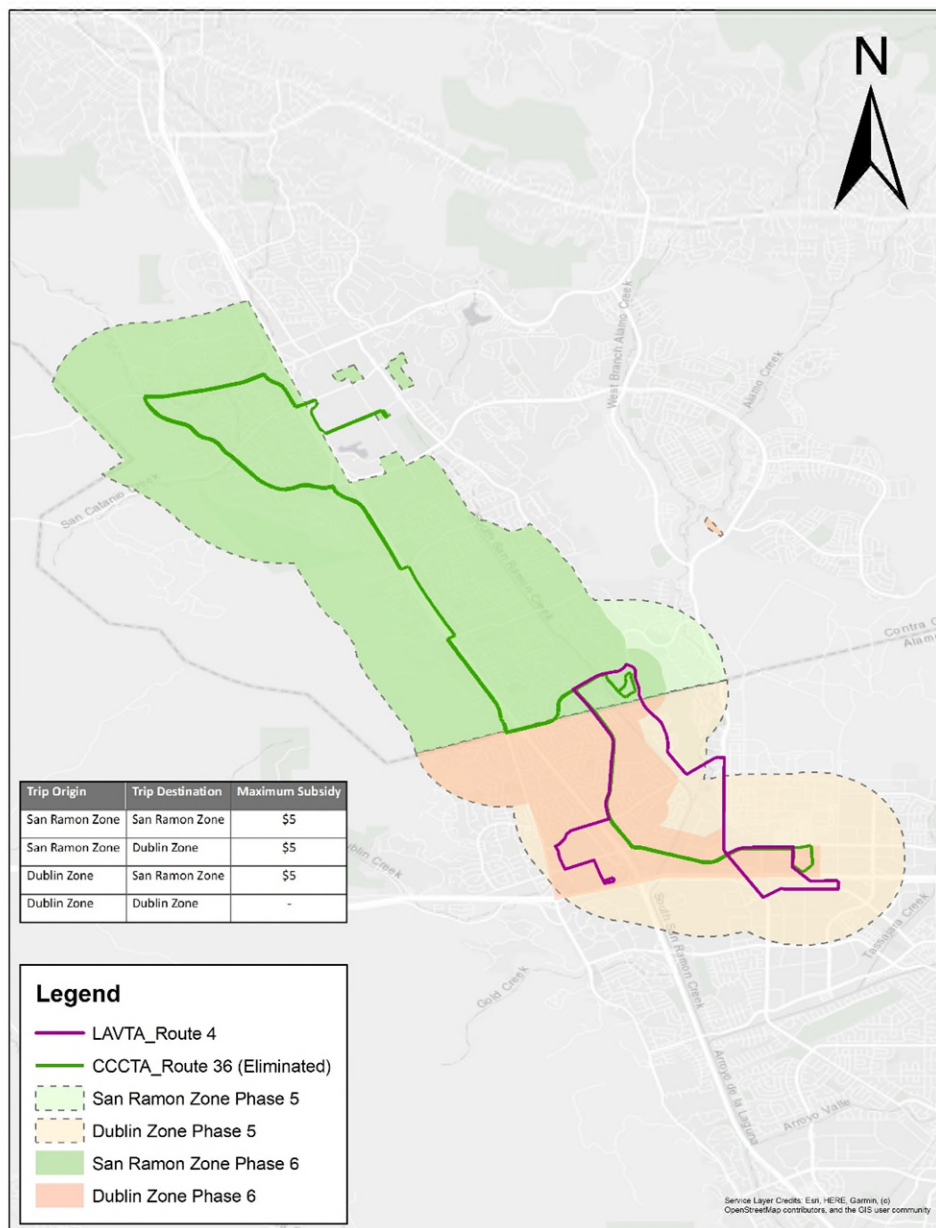 N
West Branch Alamo Creek
Alamo Creek
San Catanio Creek
San Ramon Creek
Contra C
Alame
Trip Origin Trip Destination Maximum Subsidy
San Ramon Zone San Ramon Zone $5
San Ramon Zone Dublin Zone $5
Dublin Zone San Ramon Zone $5
Dublin Zone Dublin Zone -
blin Creek
Tassajara Creek
South San Ramon Creek
Gold Creek
Arroyo de la Laguna
Arroyo Valle
Legend
LAVTA_Route 4
CCCTA_Route 36 (Eliminated)
San Ramon Zone Phase 5
Dublin Zone Phase 5
San Ramon Zone Phase 6
Dublin Zone Phase 6
Service Layer Credits: Esri, HERE, Garmin, (c)
OpenStreetMap contributors, and the GIS user community